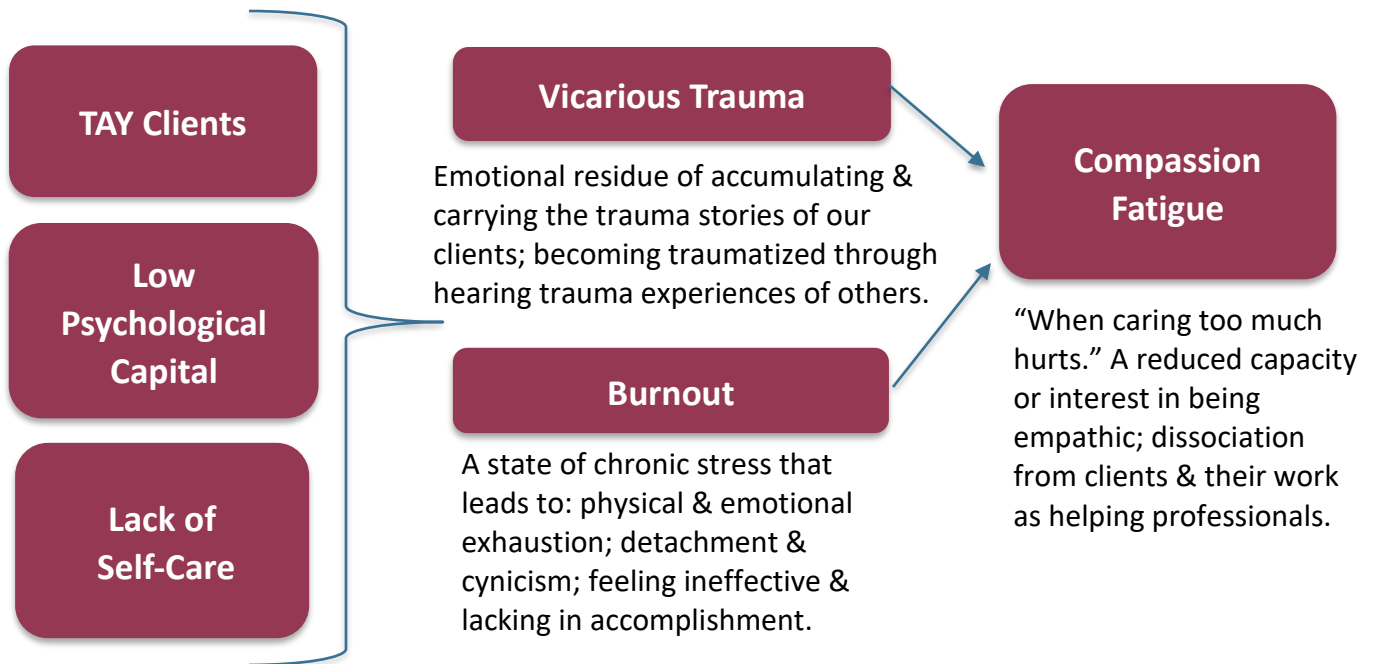 TAY Clients
Low
Psychological
Capital
Lack of
Self-Care
Vicarious Trauma
Emotional residue of accumulating &
carrying the trauma stories of our
clients; becoming traumatized through
hearing trauma experiences of others.
Burnout
A state of chronic stress that
leads to: physical & emotional
exhaustion; detachment &
cynicism; feeling ineffective &
lacking in accomplishment.
Compassion
Fatigue
“When caring too much
hurts.” A reduced capacity
or interest in being
empathic; dissociation
from clients & their work
as helping professionals.